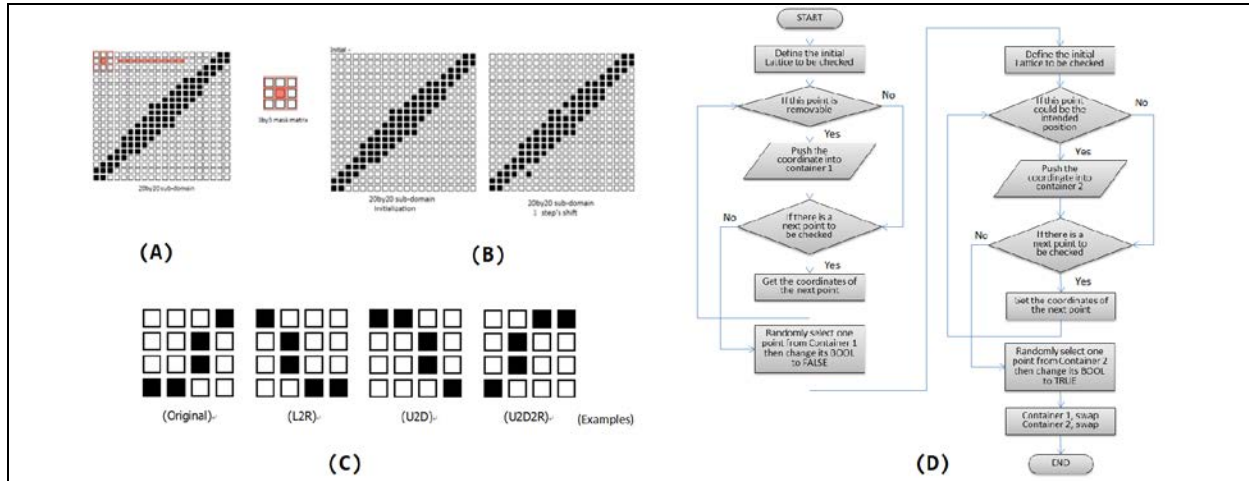 20by20 sub-domain
3by3 mask matrix
(A)
Initial
20by20 sub-domain
initialization
20by20 sub-domain
1 step's shift
(B)
(Original)
(L2R)
(U2D)
(U2D2R)
(Examples)
(C)
START
Define the initial
Lattice to be checked
If this point is
removable
No
Yes
Push the
coordinate into
container 1
If there is a
next point to
be checked
No
Yes
Get the coordinates of
the next point
Randomly select one
point from Container 1
then change its BOOL
to FALSE
Define the initial
Lattice to be checked
If this point
could be the
intended
position
No
Yes
Push the
coordinate into
container 2
If there is a
next point to
be checked
No
Yes
Get the coordinates of
the next point
Randomly select one
point from Container 2
then change its BOOL
to TRUE
Container 1, swap
Container 2, swap
END
(D)